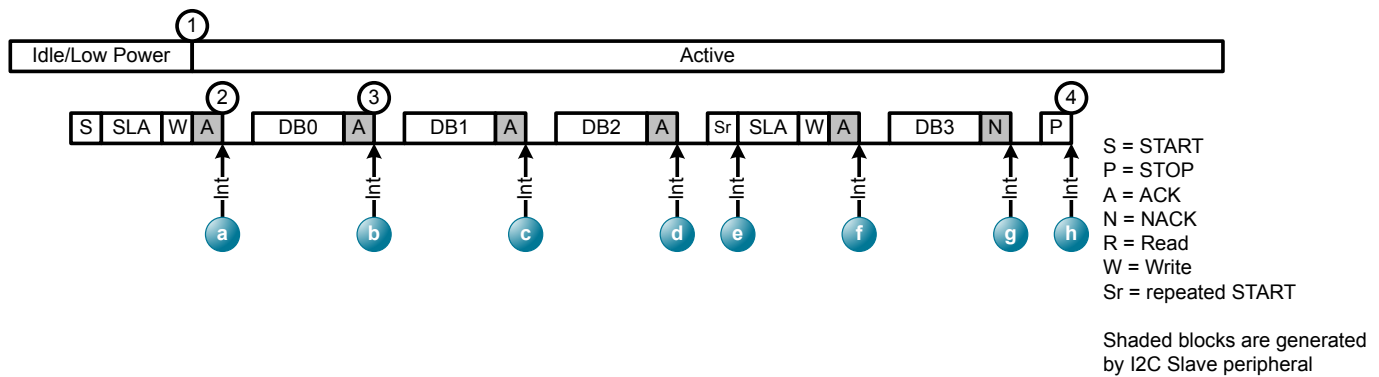 1
Idle/Low Power Active
2 3 4
S SLA W A DB0 A DB1 A DB2 A Sr SLA W A DB3 N P
Int Int Int Int Int Int Int Int
a b c d e f g h
S = START
P = STOP
A = ACK
N = NACK
R = Read
W = Write
Sr = repeated START
Shaded blocks are generated
by I2C Slave peripheral